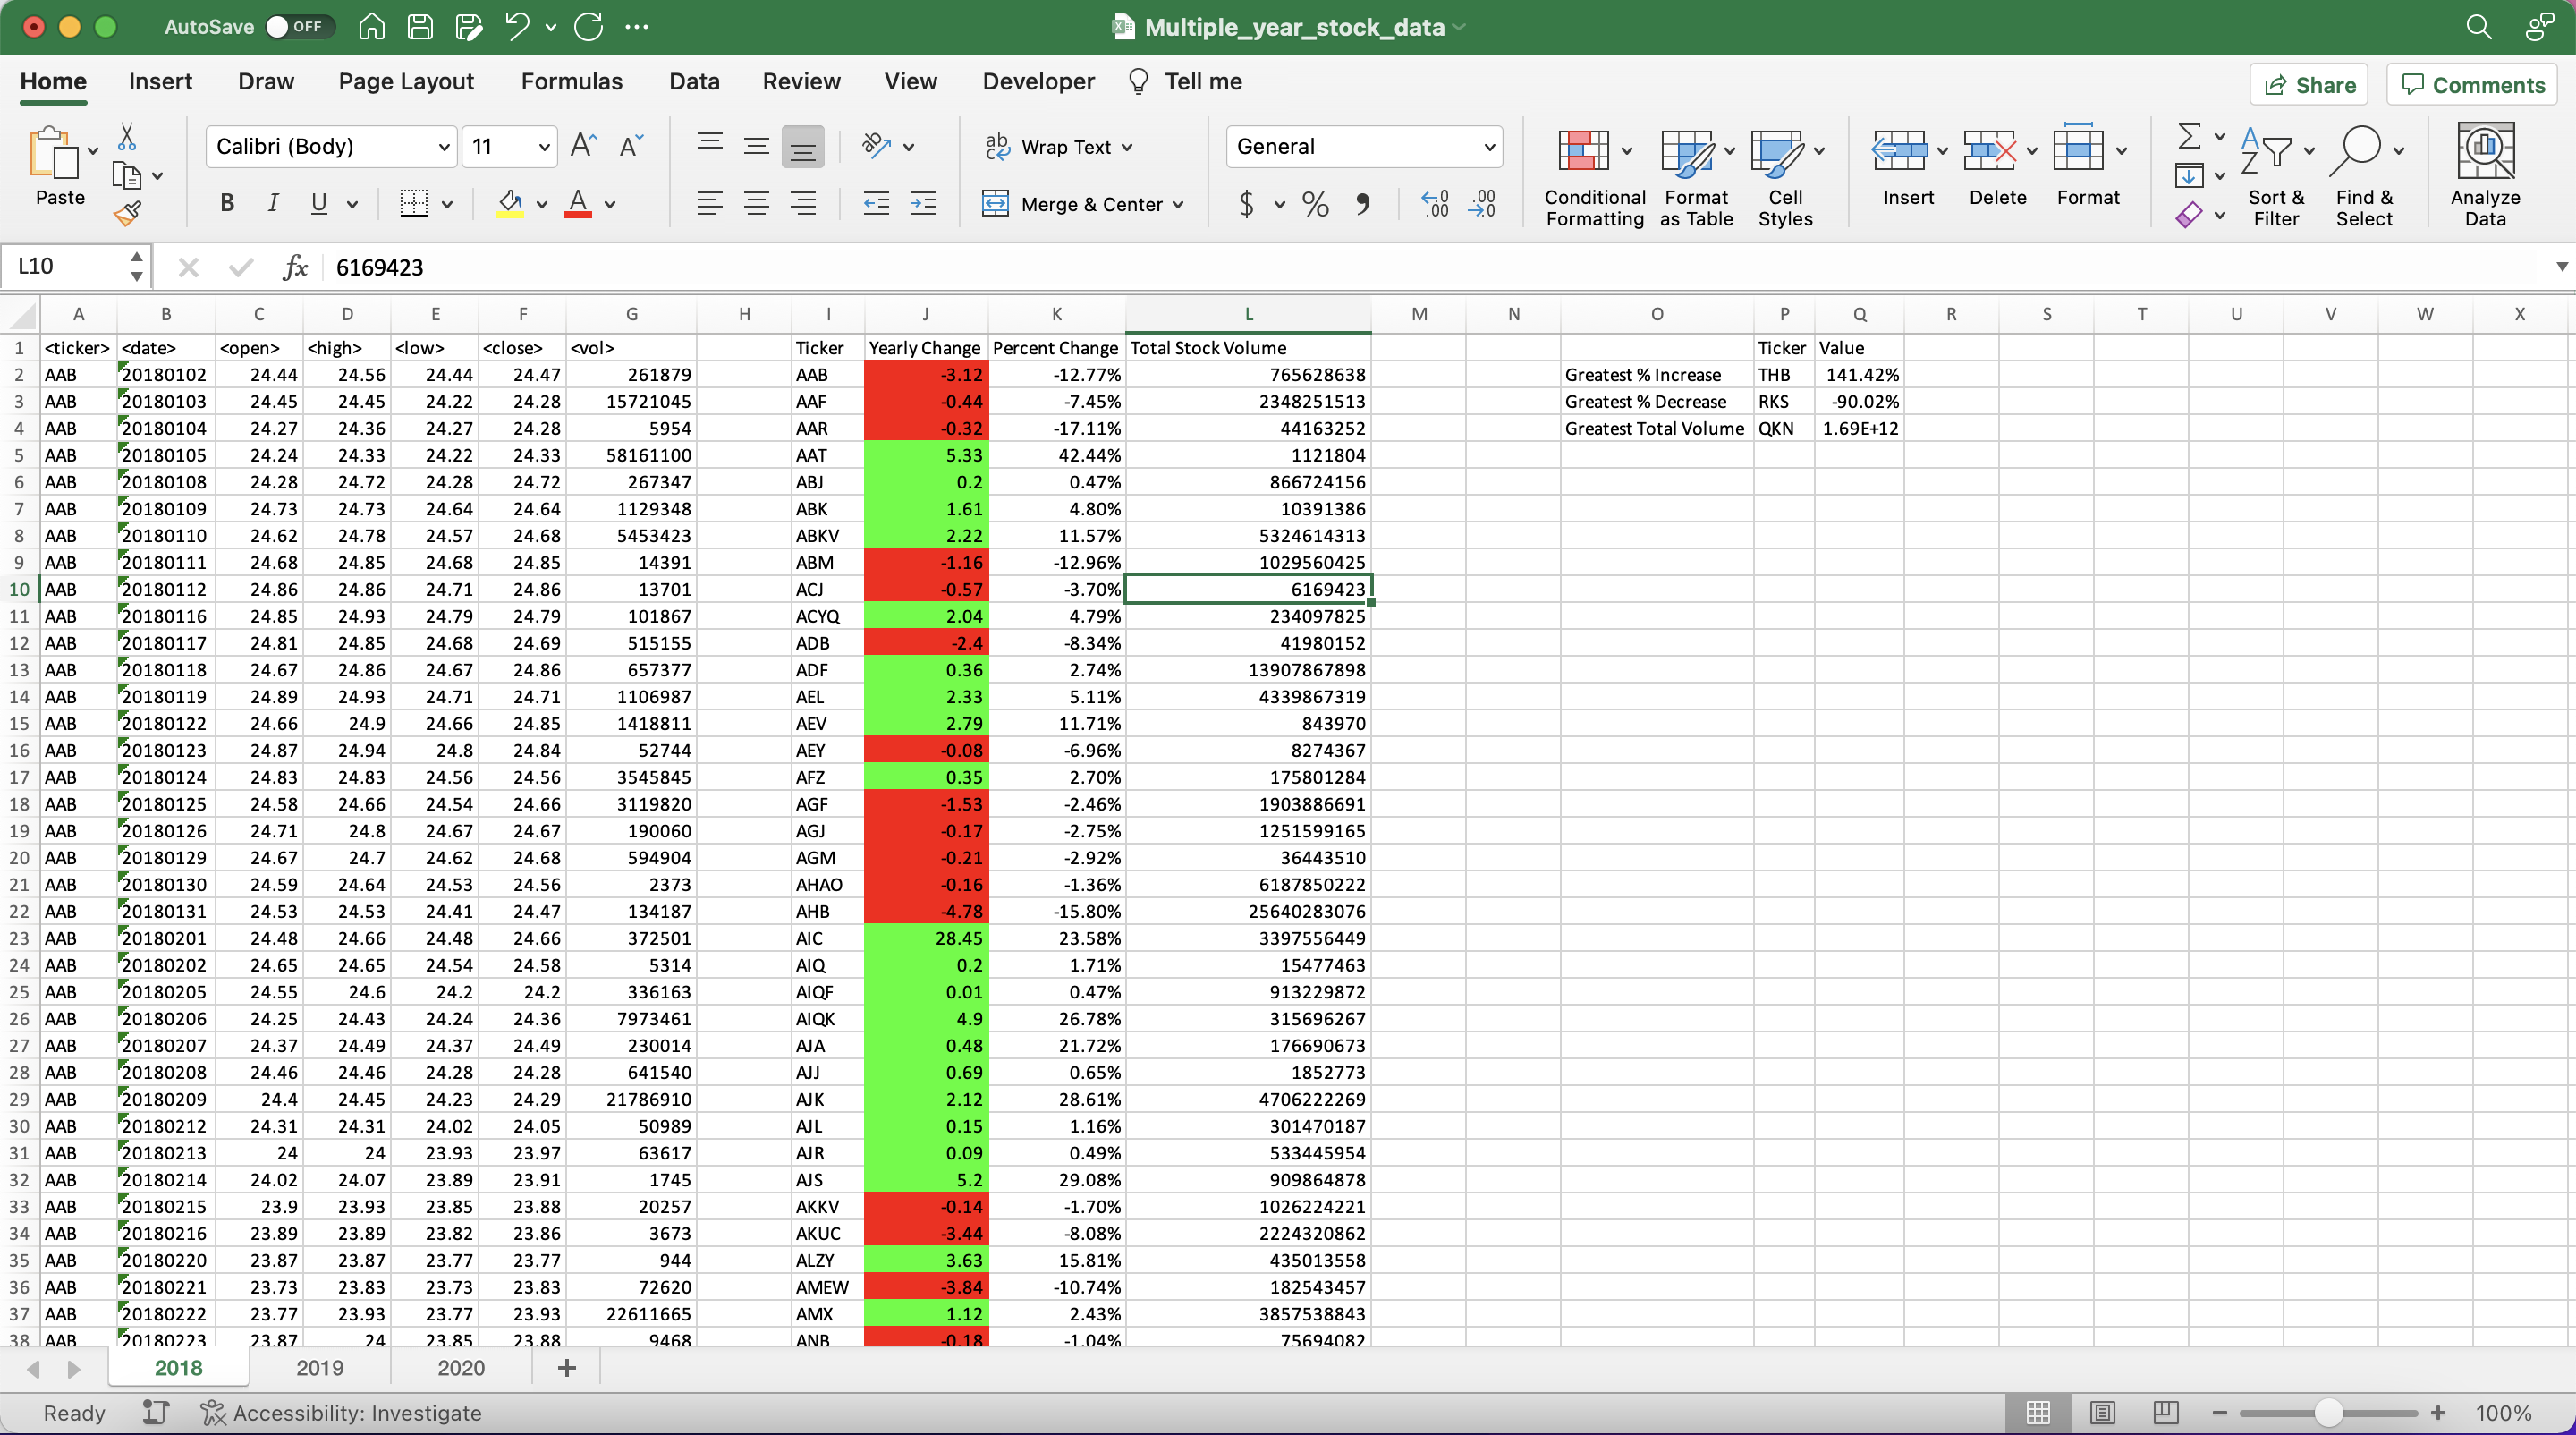 AutoSave OFF Multiple_year_stock_data
Home Insert Draw Page Layout Formulas Data Review View Developer Tell me Share Comments
Paste Calibri (Body) 11 Wrap Text General Conditional Formatting Format as Table Cell Styles Insert Delete Format Sort & Filter Find & Select Analyze Data
B I U Merge & Center $ % ,
L10 fx 6169423
A B C D E F G H I J K L M N O P Q R S T U V W X
1 <ticker> <date> <open> <high> <low> <close> <vol> Ticker Yearly Change Percent Change Total Stock Volume Ticker Value
2 AAB 20180102 24.44 24.56 24.44 24.47 261879 AAB -3.12 -12.77% 765628638 Greatest % Increase THB 141.42%
3 AAB 20180103 24.45 24.45 24.22 24.28 15721045 AAF -0.44 -7.45% 2348251513 Greatest % Decrease RKS -90.02%
4 AAB 20180104 24.27 24.36 24.27 24.28 5954 AAR -0.32 -17.11% 44163252 Greatest Total Volume QKN 1.69E+12
5 AAB 20180105 24.24 24.33 24.22 24.33 58161100 AAT 5.33 42.44% 1121804
6 AAB 20180108 24.28 24.72 24.28 24.72 267347 ABJ 0.2 0.47% 866724156
7 AAB 20180109 24.73 24.73 24.64 24.64 1129348 ABK 1.61 4.80% 10391386
8 AAB 20180110 24.62 24.78 24.57 24.68 5453423 ABKV 2.22 11.57% 5324614313
9 AAB 20180111 24.68 24.85 24.68 24.85 14391 ABM -1.16 -12.96% 1029560425
10 AAB 20180112 24.86 24.86 24.71 24.86 13701 ACJ -0.57 -3.70% 6169423
11 AAB 20180116 24.85 24.93 24.79 24.79 101867 ACYQ 2.04 4.79% 234097825
12 AAB 20180117 24.81 24.85 24.68 24.69 515155 ADB -2.4 -8.34% 41980152
13 AAB 20180118 24.67 24.86 24.67 24.86 657377 ADF 0.36 2.74% 13907867898
14 AAB 20180119 24.89 24.93 24.71 24.71 1106987 AEL 2.33 5.11% 4339867319
15 AAB 20180122 24.66 24.9 24.66 24.85 1418811 AEV 2.79 11.71% 843970
16 AAB 20180123 24.87 24.94 24.8 24.84 52744 AEY -0.08 -6.96% 8274367
17 AAB 20180124 24.83 24.83 24.56 24.56 3545845 AFZ 0.35 2.70% 175801284
18 AAB 20180125 24.58 24.66 24.54 24.66 3119820 AGF -1.53 -2.46% 1903886691
19 AAB 20180126 24.71 24.8 24.67 24.67 190060 AGJ -0.17 -2.75% 1251599165
20 AAB 20180129 24.67 24.7 24.62 24.68 594904 AGM -0.21 -2.92% 36443510
21 AAB 20180130 24.59 24.64 24.53 24.56 2373 AHAO -0.16 -1.36% 6187850222
22 AAB 20180131 24.53 24.53 24.41 24.47 134187 AHB -4.78 -15.80% 25640283076
23 AAB 20180201 24.48 24.66 24.48 24.66 372501 AIC 28.45 23.58% 3397556449
24 AAB 20180202 24.65 24.65 24.54 24.58 5314 AIQ 0.2 1.71% 15477463
25 AAB 20180205 24.55 24.6 24.2 24.2 336163 AIQF 0.01 0.47% 913229872
26 AAB 20180206 24.25 24.43 24.24 24.36 7973461 AIQK 4.9 26.78% 315696267
27 AAB 20180207 24.37 24.49 24.37 24.49 230014 AJA 0.48 21.72% 176690673
28 AAB 20180208 24.46 24.46 24.28 24.28 641540 AJJ 0.69 0.65% 1852773
29 AAB 20180209 24.4 24.45 24.23 24.29 21786910 AJK 2.12 28.61% 4706222269
30 AAB 20180212 24.31 24.31 24.02 24.05 50989 AJL 0.15 1.16% 301470187
31 AAB 20180213 24 24 23.93 23.97 63617 AJR 0.09 0.49% 533445954
32 AAB 20180214 24.02 24.07 23.89 23.91 1745 AJS 5.2 29.08% 909864878
33 AAB 20180215 23.9 23.93 23.85 23.88 20257 AKKV -0.14 -1.70% 1026224221
34 AAB 20180216 23.89 23.89 23.82 23.86 3673 AKUC -3.44 -8.08% 2224320862
35 AAB 20180220 23.87 23.87 23.77 23.77 944 ALZY 3.63 15.81% 435013558
36 AAB 20180221 23.73 23.83 23.73 23.83 72620 AMEW -3.84 -10.74% 182543457
37 AAB 20180222 23.77 23.93 23.77 23.93 22611665 AMX 1.12 2.43% 3857538843
38 AAB 20180223 23.87 24 23.85 23.88 9468 ANB -0.18 -1.04% 75694082
2018 2019 2020 +
Ready Accessibility: Investigate 100%